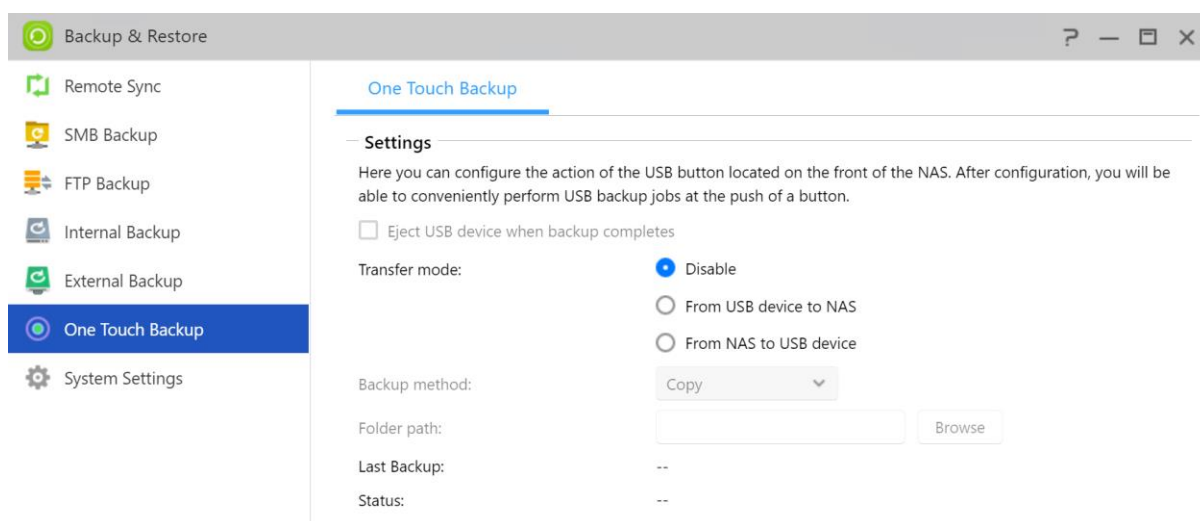 Backup & Restore
Remote Sync
SMB Backup
FTP Backup
Internal Backup
External Backup
One Touch Backup
System Settings
One Touch Backup
Settings
Here you can configure the action of the USB button located on the front of the NAS. After configuration, you will be
able to conveniently perform USB backup jobs at the push of a button.
Eject USB device when backup completes
Transfer mode:
Disable
From USB device to NAS
From NAS to USB device
Backup method:
Copy
Folder path:
Browse
Last Backup:
--
Status:
--